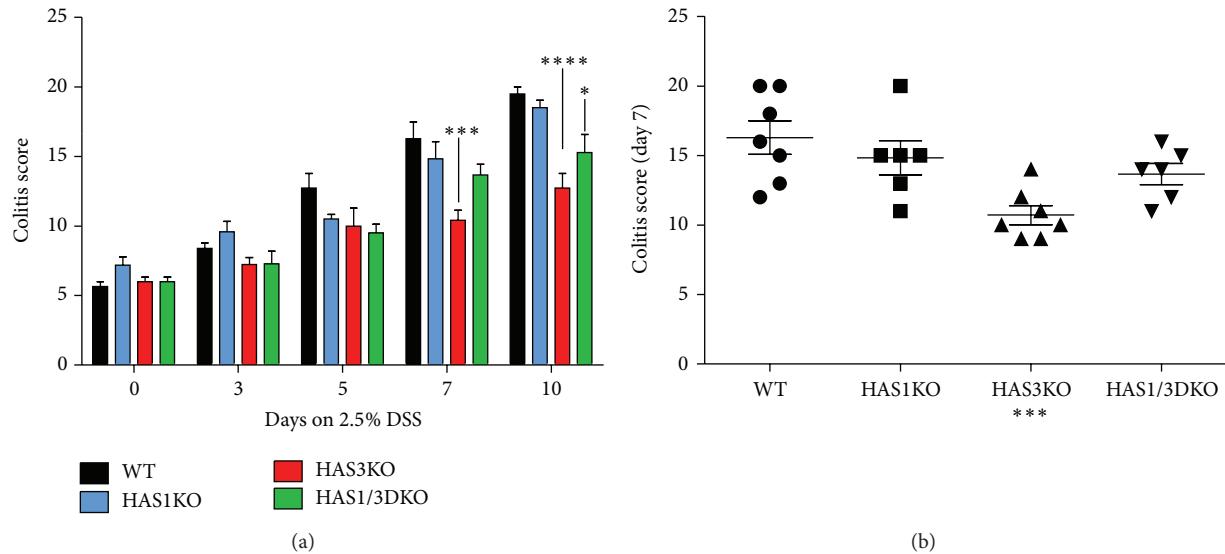 25
20
15
10
5
0
Colitis score
***
****
*
0 3 5 7 10
Days on 2.5% DSS
WT
HAS1KO
HAS3KO
HAS1/3DKO
(a)
25
20
15
10
5
0
Colitis score (day 7)
WT HAS1KO HAS3KO HAS1/3DKO
***
(b)